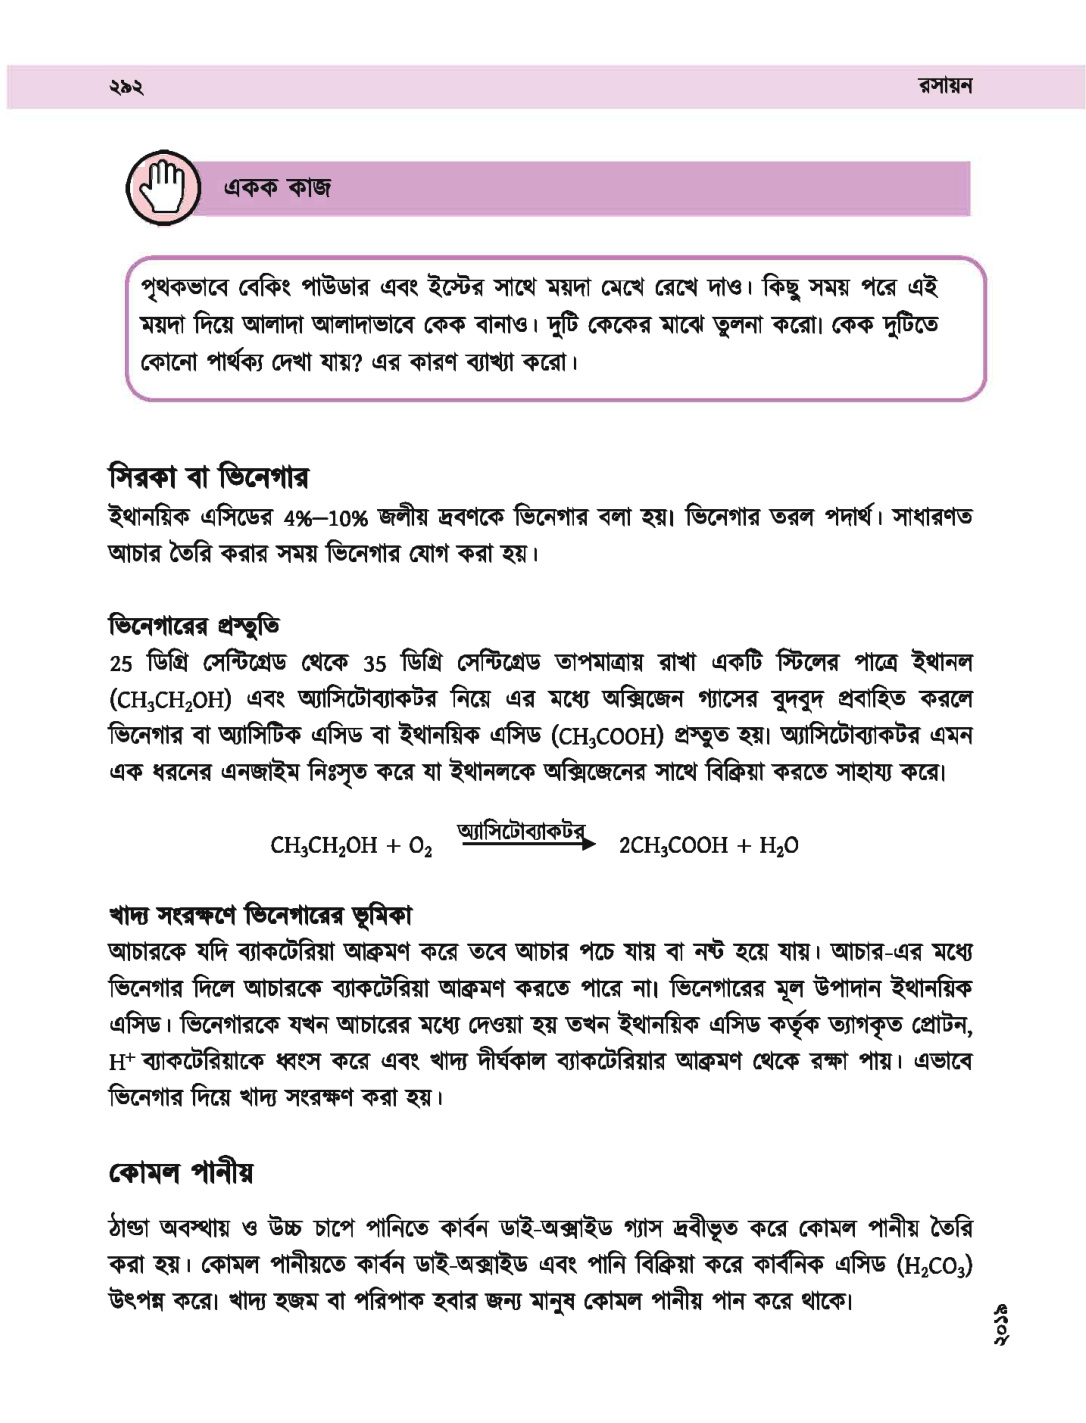 ২৯২ রসায়ন
একক কাজ
পৃথকভাবে বেকিং পাউডার এবং ইস্টের সাথে ময়দা মেখে রেখে দাও। কিছু সময় পরে এই
ময়দা দিয়ে আলাদা আলাদাভাবে কেক বানাও। দুটি কেকের মাঝে তুলনা করো। কেক দুটিতে
কোনো পার্থক্য দেখা যায়? এর কারণ ব্যাখ্যা করো।
সিরকা বা ভিনেগার
ইথানয়িক এসিডের 4%–10% জলীয় দ্রবণকে ভিনেগার বলা হয়। ভিনেগার তরল পদার্থ। সাধারণত
আচার তৈরি করার সময় ভিনেগার যোগ করা হয়।
ভিনেগারের প্রস্তুতি
25 ডিগ্রি সেন্টিগ্রেড থেকে 35 ডিগ্রি সেন্টিগ্রেড তাপমাত্রায় রাখা একটি স্টিলের পাত্রে ইথানল
(CH₃CH₂OH) এবং অ্যাসিটোব্যাকটর নিয়ে এর মধ্যে অক্সিজেন গ্যাসের বুদবুদ প্রবাহিত করলে
ভিনেগার বা অ্যাসিটিক এসিড বা ইথানয়িক এসিড (CH₃COOH) প্রস্তুত হয়। অ্যাসিটোব্যাকটর এমন
এক ধরনের এনজাইম নিঃসৃত করে যা ইথানলকে অক্সিজেনের সাথে বিক্রিয়া করতে সাহায্য করে।
অ্যাসিটোব্যাকটর
CH₃CH₂OH + O₂ → 2CH₃COOH + H₂O
খাদ্য সংরক্ষণে ভিনেগারের ভূমিকা
আচারকে যদি ব্যাকটেরিয়া আক্রমণ করে তবে আচার পচে যায় বা নষ্ট হয়ে যায়। আচার-এর মধ্যে
ভিনেগার দিলে আচারকে ব্যাকটেরিয়া আক্রমণ করতে পারে না। ভিনেগারের মূল উপাদান ইথানয়িক
এসিড। ভিনেগারকে যখন আচারের মধ্যে দেওয়া হয় তখন ইথানয়িক এসিড কর্তৃক ত্যাগকৃত প্রোটন,
H⁺ ব্যাকটেরিয়াকে ধ্বংস করে এবং খাদ্য দীর্ঘকাল ব্যাকটেরিয়ার আক্রমণ থেকে রক্ষা পায়। এভাবে
ভিনেগার দিয়ে খাদ্য সংরক্ষণ করা হয়।
কোমল পানীয়
ঠান্ডা অবস্থায় ও উচ্চ চাপে পানিতে কার্বন ডাই-অক্সাইড গ্যাস দ্রবীভূত করে কোমল পানীয় তৈরি
করা হয়। কোমল পানীয়তে কার্বন ডাই-অক্সাইড এবং পানি বিক্রিয়া করে কার্বনিক এসিড (H₂CO₃)
উৎপন্ন করে। খাদ্য হজম বা পরিপাক হবার জন্য মানুষ কোমল পানীয় পান করে থাকে।
২০১৯